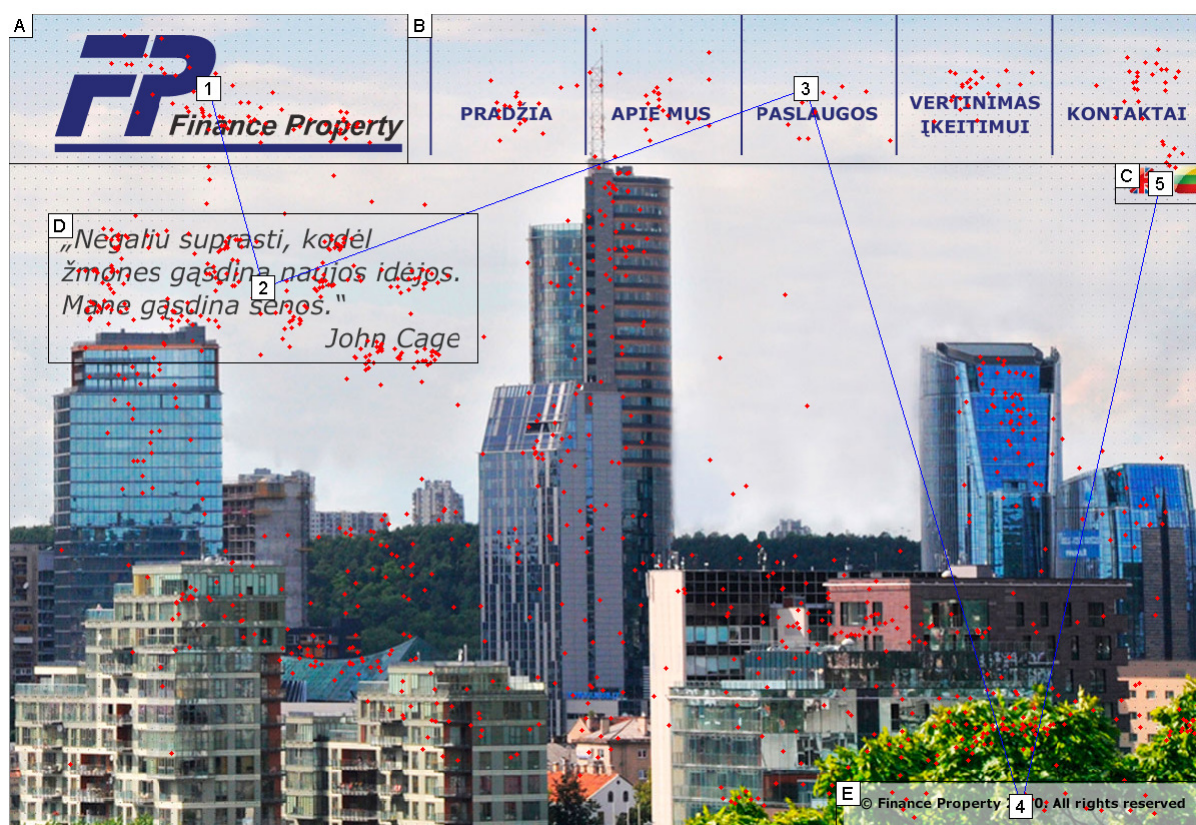 A
B
FP
1
3
Finance Property
PRADŽIA
APIE MUS
PASLAUGOS
VERTINIMAS
ĮKEITIMUI
KONTAKTAI
C
5
D
„Negaliu suprasti, kodėl
žmones gąsdina naujos idėjos.
2
Mane gąsdina senos.“
John Cage
E
© Finance Property
4
0. All rights reserved